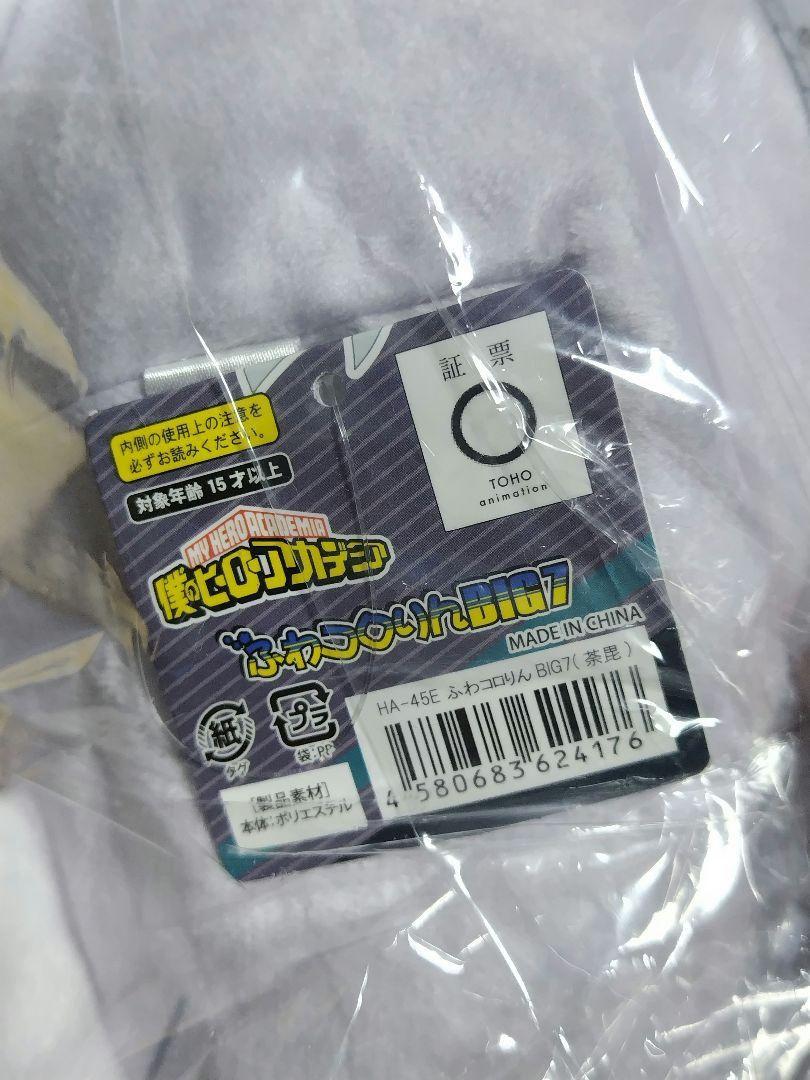 証票
TOHO
animation
内側の使用上の注意を
必ずお読みください。
対象年齢 15才以上
MY HERO ACADEMIA
僕のヒーローアカデミア
ふわコロりんBIG7
MADE IN CHINA
HA-45E ふわコロりん BIG7(荼毘)
4 580683 624176
紙
タグ
プラ
袋:PP
[製品素材]
本体:ポリエステル